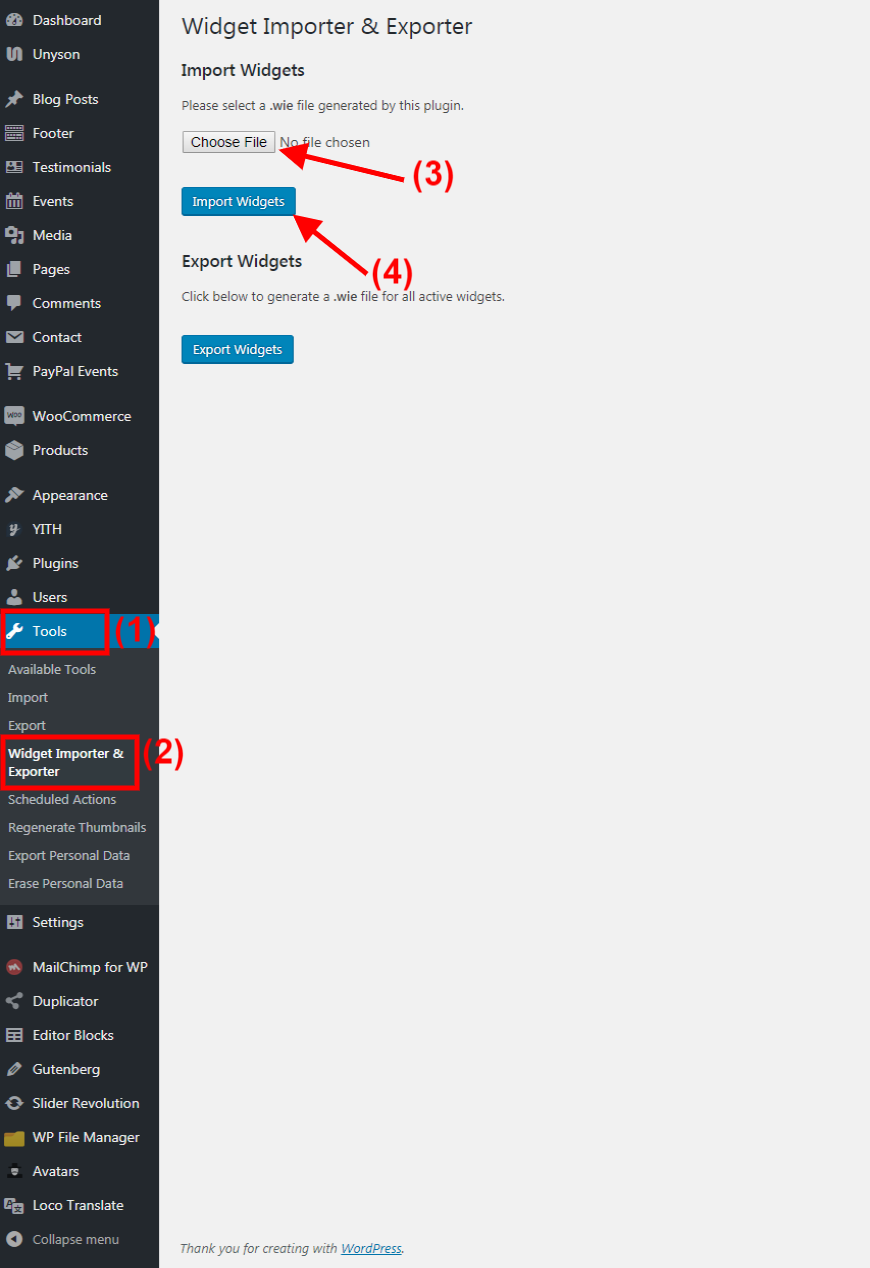 Dashboard
Unyson
Blog Posts
Footer
Testimonials
Events
Media
Pages
Comments
Contact
PayPal Events
WooCommerce
Products
Appearance
YITH
Plugins
Users
Tools (1)
Available Tools
Import
Export
Widget Importer & (2)
Exporter
Scheduled Actions
Regenerate Thumbnails
Export Personal Data
Erase Personal Data
Settings
MailChimp for WP
Duplicator
Editor Blocks
Gutenberg
Slider Revolution
WP File Manager
Avatars
Loco Translate
Collapse menu
Widget Importer & Exporter
Import Widgets
Please select a .wie file generated by this plugin.
Choose File No file chosen
(3)
Import Widgets
(4)
Export Widgets
Click below to generate a .wie file for all active widgets.
Export Widgets
Thank you for creating with WordPress.